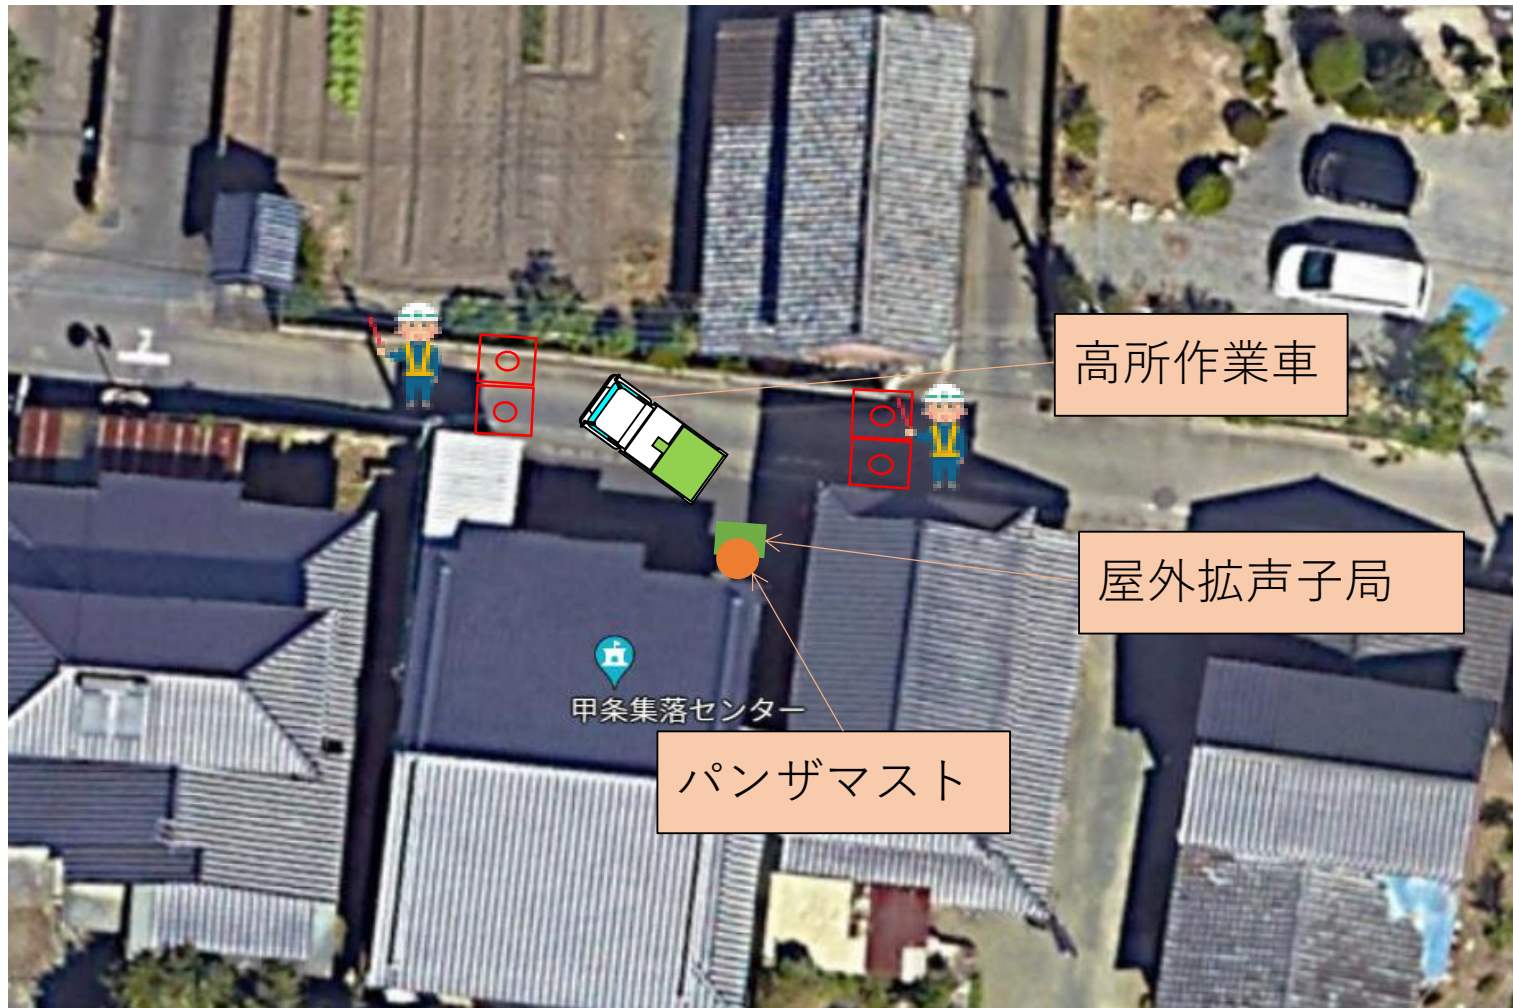 高所作業車
屋外拡声子局
甲条集落センター
パンザマスト